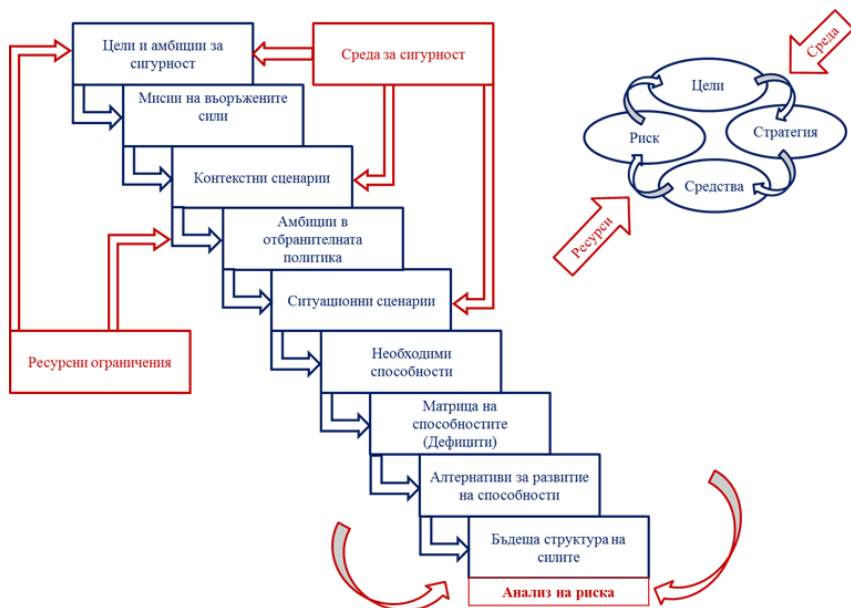 Цели и амбиции за
сигурност
Среда за сигурност
Мисии на въоръжените
сили
Контекстни сценарии
Амбиции в
отбранителната
политика
Ситуационни сценарии
Ресурсни ограничения
Необходими
способности
Матрица на
способностите
(Дефицити)
Алтернативи за развитие
на способности
Бъдеща структура на
силите
Анализ на риска
Среда
Цели
Риск
Стратегия
Средства
Ресурси